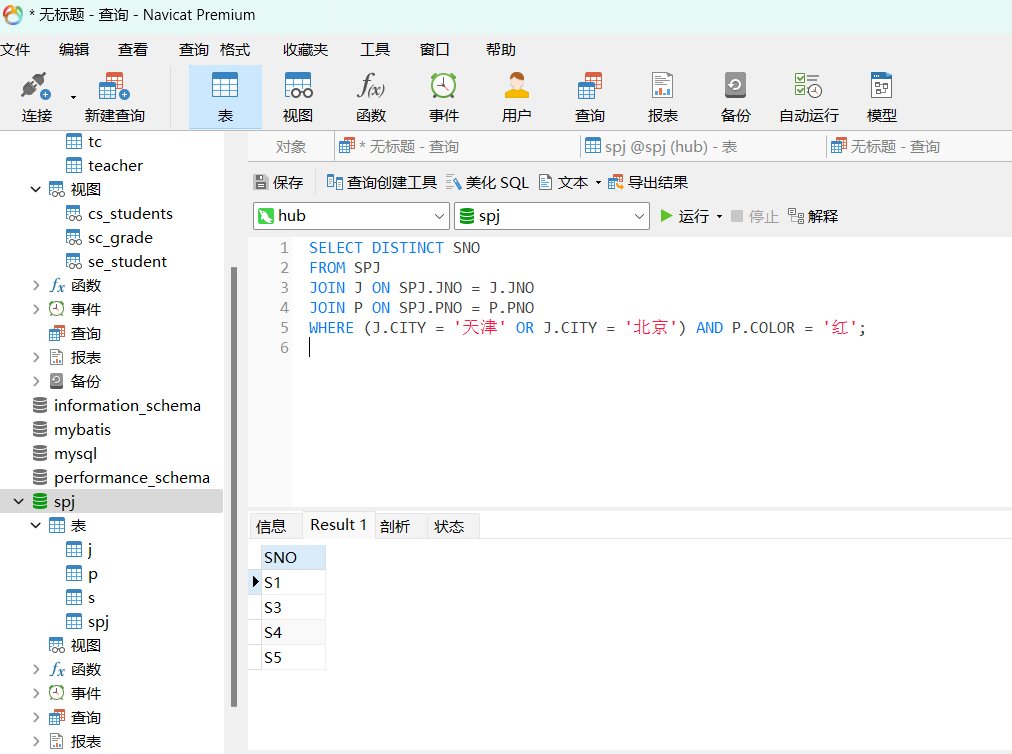 * 无标题 - 查询 - Navicat Premium
文件 编辑 查看 查询 格式 收藏夹 工具 窗口 帮助
连接 新建查询 表 视图 函数 事件 用户 查询 报表 备份 自动运行 模型
tc
teacher
视图
cs_students
sc_grade
se_student
函数
事件
查询
报表
备份
information_schema
mybatis
mysql
performance_schema
spj
表
j
p
s
spj
视图
函数
事件
查询
报表
对象 * 无标题 - 查询 spj @spj (hub) - 表 无标题 - 查询
保存 查询创建工具 美化 SQL 文本 导出结果
hub spj 运行 停止 解释
1 SELECT DISTINCT SNO
2 FROM SPJ
3 JOIN J ON SPJ.JNO = J.JNO
4 JOIN P ON SPJ.PNO = P.PNO
5 WHERE (J.CITY = '天津' OR J.CITY = '北京') AND P.COLOR = '红';
6
信息 Result 1 剖析 状态
SNO
S1
S3
S4
S5